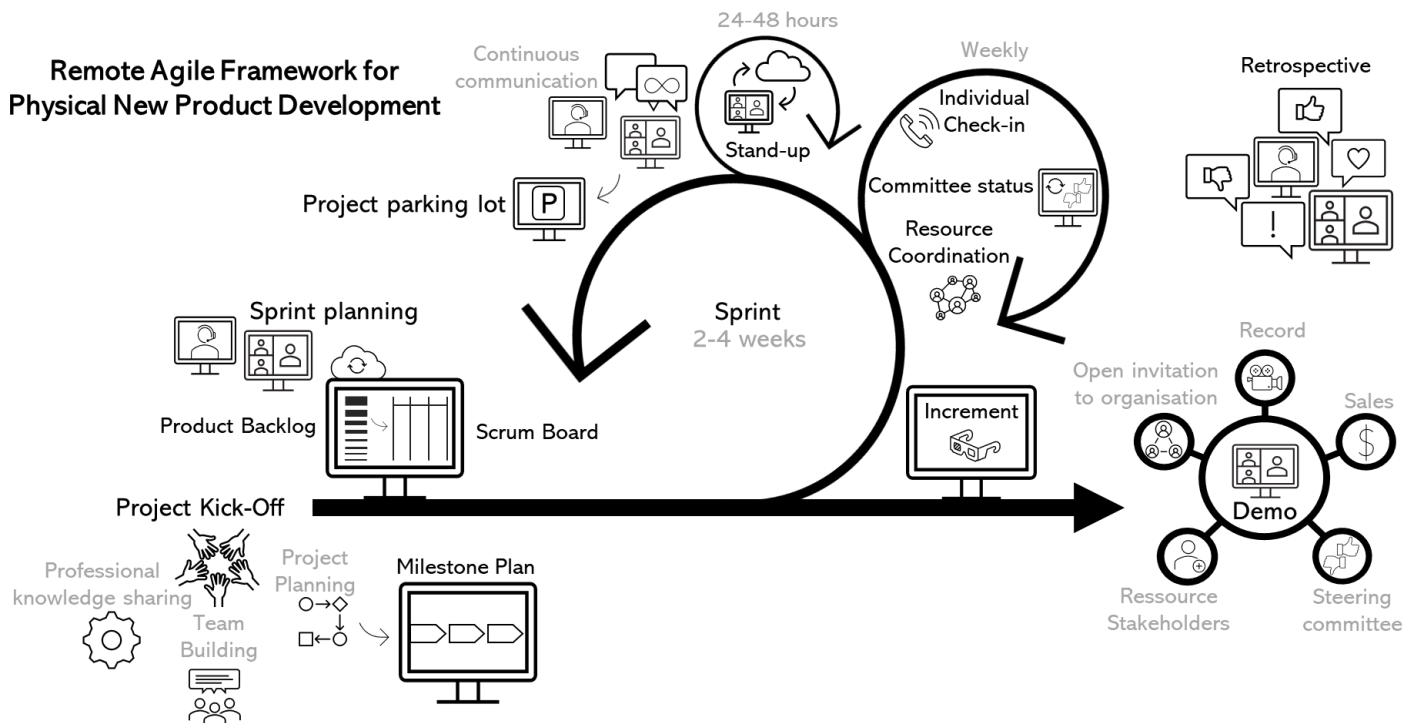 Remote Agile Framework for
Physical New Product Development
Continuous
communication
24-48 hours
Stand-up
Weekly
Individual
Check-in
Committee status
Resource
Coordination
Retrospective
Project parking lot
P
Sprint planning
Product Backlog
Scrum Board
Sprint
2-4 weeks
Increment
Record
Open invitation
to organisation
Sales
$
Demo
Ressource
Stakeholders
Steering
committee
!
Project Kick-Off
Professional
knowledge sharing
Team
Building
Project
Planning
Milestone Plan